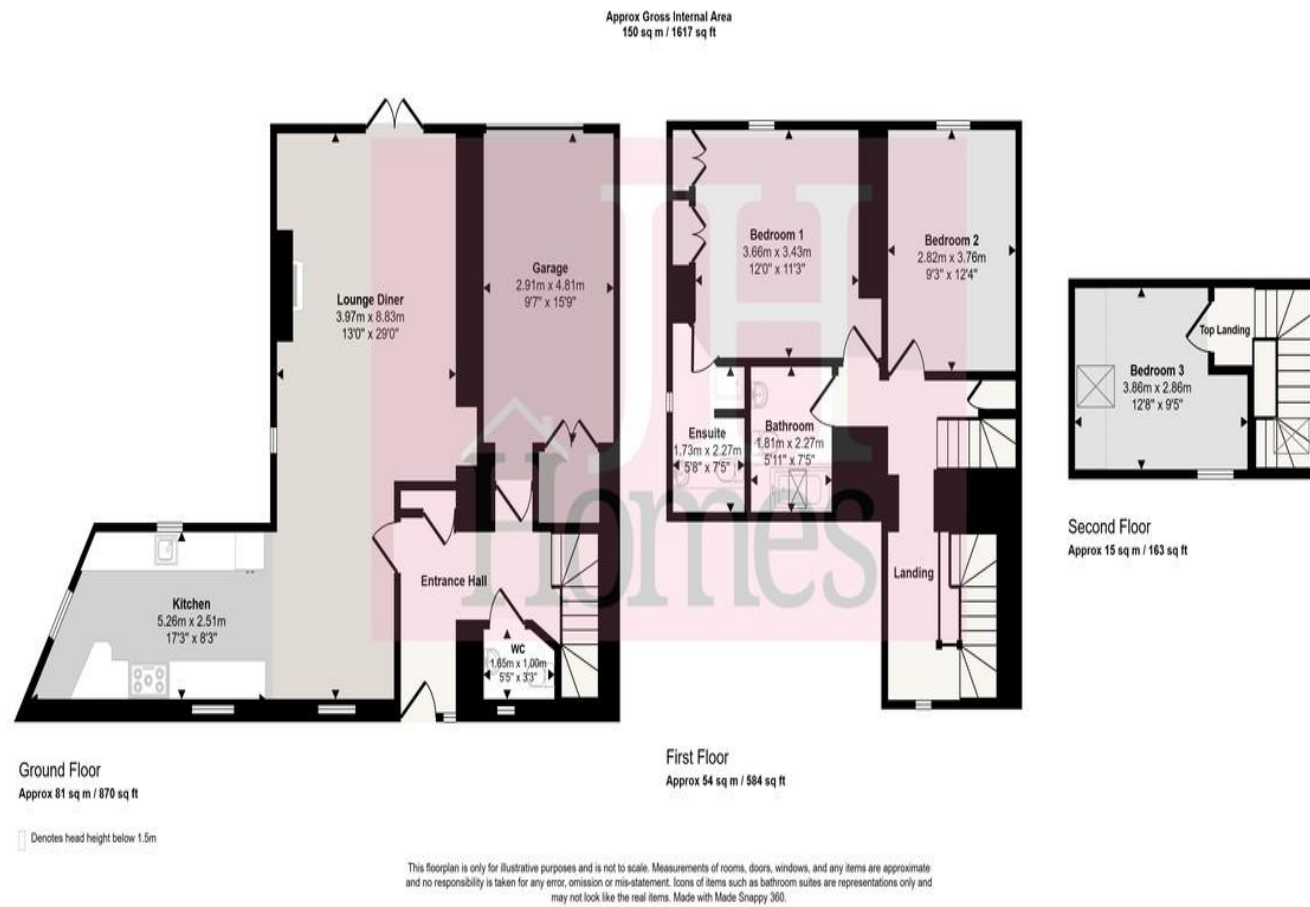 Approx Gross Internal Area
150 sq m / 1617 sq ft
Lounge Diner
3.97m x 8.83m
13'0" x 29'0"
Garage
2.91m x 4.81m
9'7" x 15'9"
Kitchen
5.26m x 2.51m
17'3" x 8'3"
Entrance Hall
WC
1.65m x 1.00m
5'5" x 3'3"
Ground Floor
Approx 81 sq m / 870 sq ft
Denotes head height below 1.5m
Bedroom 1
3.66m x 3.43m
12'0" x 11'3"
Bedroom 2
2.82m x 3.76m
9'3" x 12'4"
Ensuite
1.73m x 2.27m
5'8" x 7'5"
Bathroom
1.81m x 2.27m
5'11" x 7'5"
Landing
First Floor
Approx 54 sq m / 584 sq ft
Top Landing
Bedroom 3
3.86m x 2.86m
12'8" x 9'5"
Second Floor
Approx 15 sq m / 163 sq ft
JH
Homes
This floorplan is only for illustrative purposes and is not to scale. Measurements of rooms, doors, windows, and any items are approximate
and no responsibility is taken for any error, omission or mis-statement. Icons of items such as bathroom suites are representations only and
may not look like the real items. Made with Made Snappy 360.